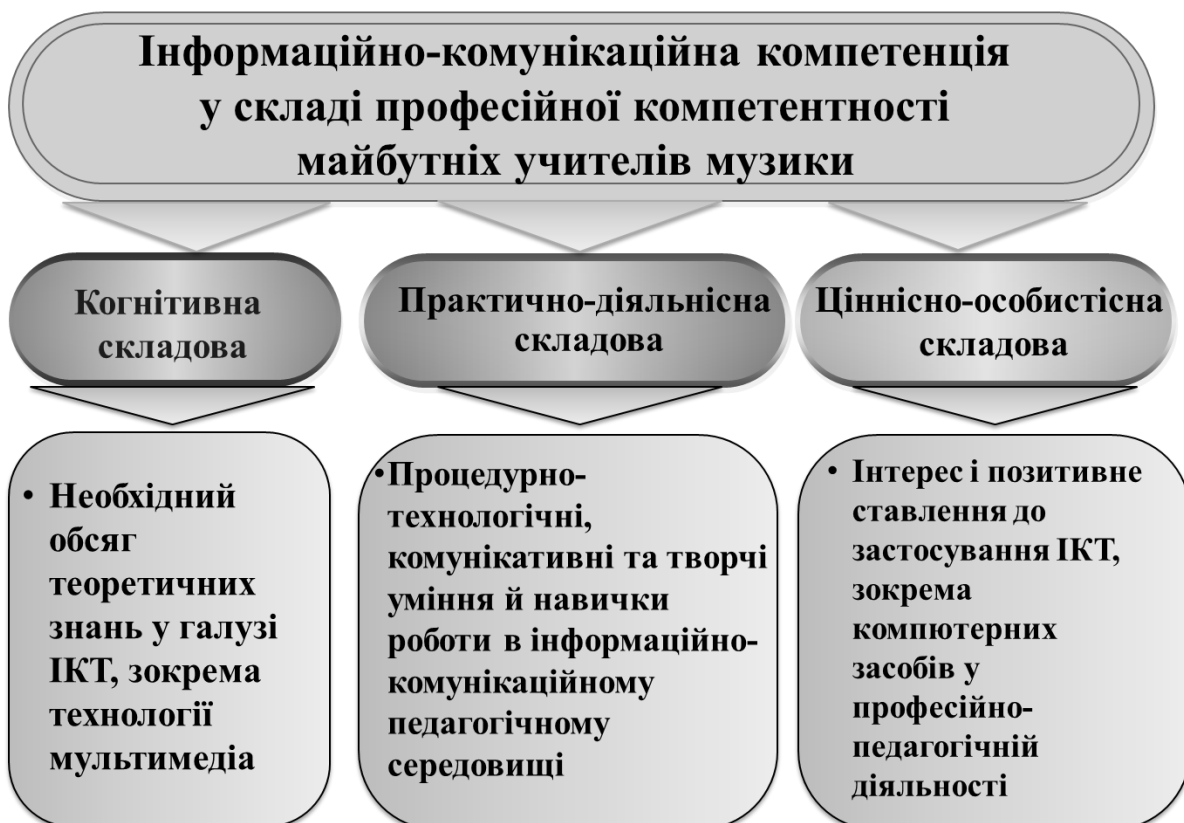 Інформаційно-комунікаційна компетенція
у складі професійної компетентності
майбутніх учителів музики
Когнітивна
складова
Практично-діяльнісна
складова
Ціннісно-особистісна
складова
• Необхідний
обсяг
теоретичних
знань у галузі
ІКТ, зокрема
технології
мультимедіа
•Процедурно-
технологічні,
комунікативні та творчі
уміння й навички
роботи в інформаційно-
комунікаційному
педагогічному
середовищі
• Інтерес і позитивне
ставлення до
застосування ІКТ,
зокрема
компютерних
засобів у
професійно-
педагогічній
діяльності